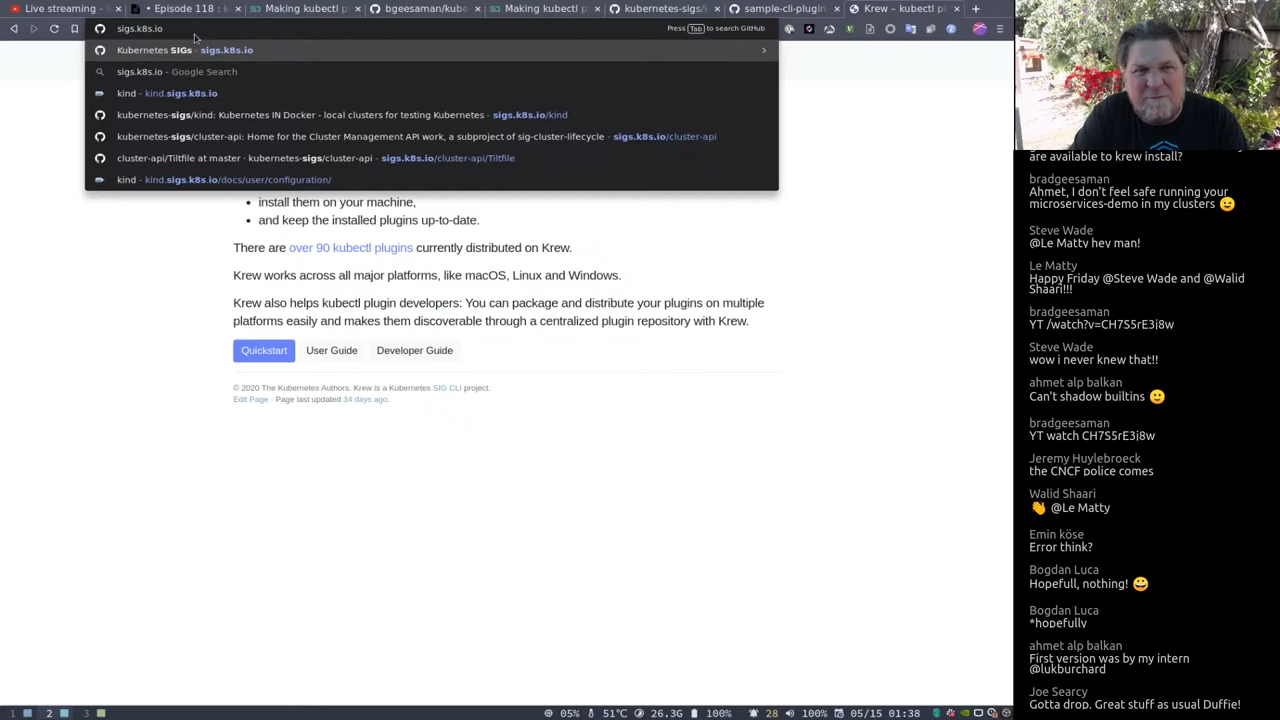 Live streaming -
Episode 118 :
Making kubectl p
bgeesaman/kube
Making kubectl p
kubernetes-sigs/
sample-cli-plugin
Krew – kubectl pl
sigs.k8s.io
Press Tab to search GitHub
Kubernetes SIGs - sigs.k8s.io
sigs.k8s.io - Google Search
kind - kind.sigs.k8s.io
kubernetes-sigs/kind: Kubernetes IN Docker - local clusters for testing Kubernetes - sigs.k8s.io/kind
kubernetes-sigs/cluster-api: Home for the Cluster Management API work, a subproject of sig-cluster-lifecycle - sigs.k8s.io/cluster-api
cluster-api/Tiltfile at master · kubernetes-sigs/cluster-api - sigs.k8s.io/cluster-api/Tiltfile
kind - kind.sigs.k8s.io/docs/user/configuration/
install them on your machine,
and keep the installed plugins up-to-date.
There are over 90 kubectl plugins currently distributed on Krew.
Krew works across all major platforms, like macOS, Linux and Windows.
Krew also helps kubectl plugin developers: You can package and distribute your plugins on multiple
platforms easily and makes them discoverable through a centralized plugin repository with Krew.
Quickstart
User Guide
Developer Guide
© 2020 The Kubernetes Authors. Krew is a Kubernetes SIG CLI project.
Edit Page · Page last updated 34 days ago.
are available to krew install?
bradgeesaman
Ahmet, I don't feel safe running your
microservices-demo in my clusters 😉
Steve Wade
@Le Matty hey man!
Le Matty
Happy Friday @Steve Wade and @Walid
Shaari!!!
bradgeesaman
YT /watch?v=CH7S5rE3j8w
Steve Wade
wow i never knew that!!
ahmet alp balkan
Can't shadow builtins 🙂
bradgeesaman
YT watch CH7S5rE3j8w
Jeremy Huylebroeck
the CNCF police comes
Walid Shaari
👋 @Le Matty
Emin köse
Error think?
Bogdan Luca
Hopefull, nothing! 😀
Bogdan Luca
*hopefully
ahmet alp balkan
First version was by my intern
@lukburchard
Joe Searcy
Gotta drop. Great stuff as usual Duffie!
1
2
3
05%
51°C
26.3G
100%
28
100%
05/15
01:38